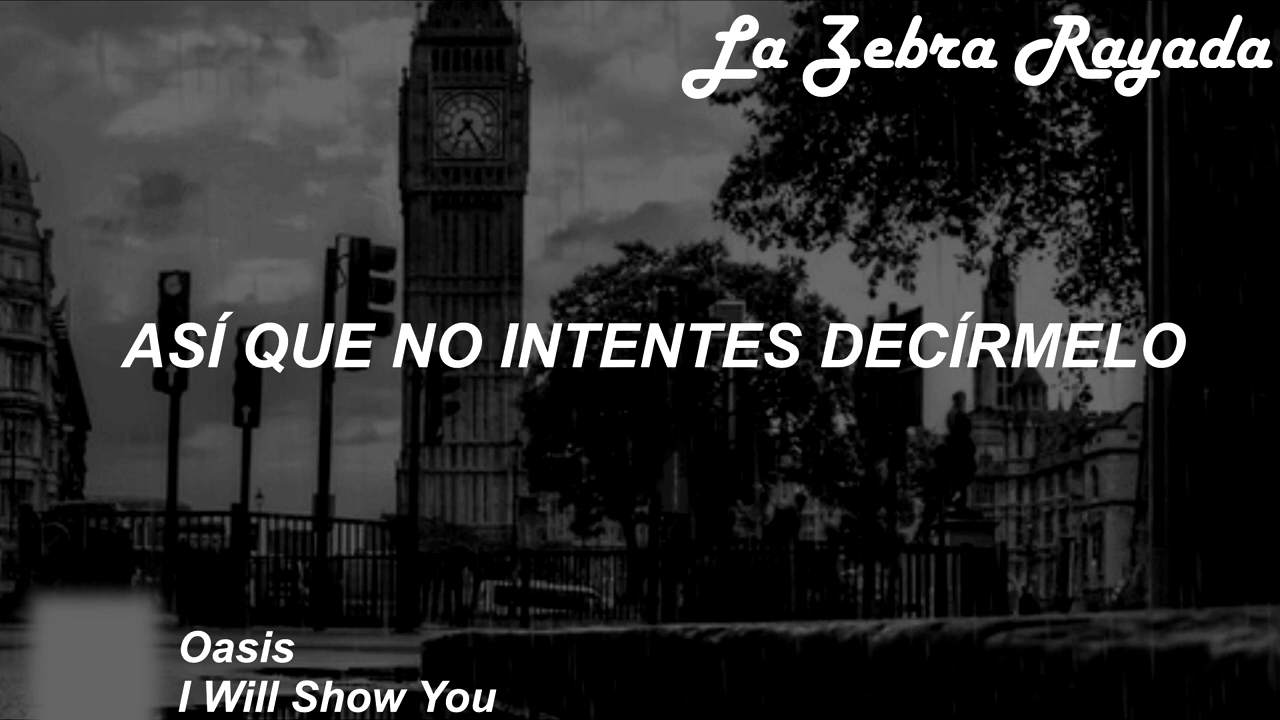 La Zebra Rayada
ASÍ QUE NO INTENTES DECÍRMELO
Oasis
I Will Show You